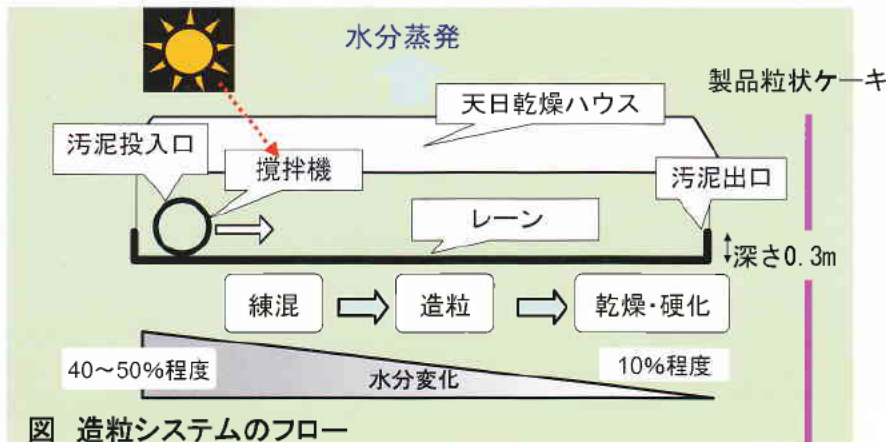 水分蒸発
製品粒状ケーキ
天日乾燥ハウス
汚泥投入口
撹拌機
汚泥出口
レーン
深さ0.3m
練混
造粒
乾燥・硬化
40～50%程度
10%程度
水分変化
図 造粒システムのフロー